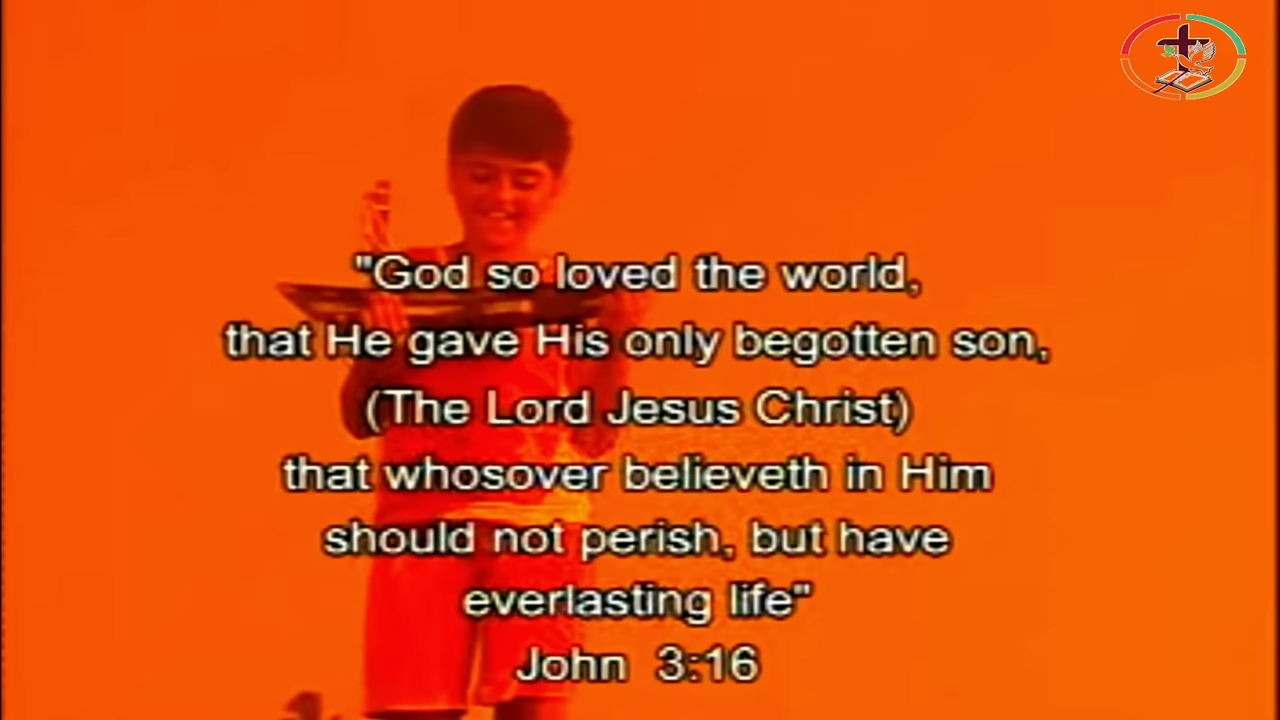 "God so loved the world,
that He gave His only begotten son,
(The Lord Jesus Christ)
that whosover believeth in Him
should not perish, but have
everlasting life"
John 3:16